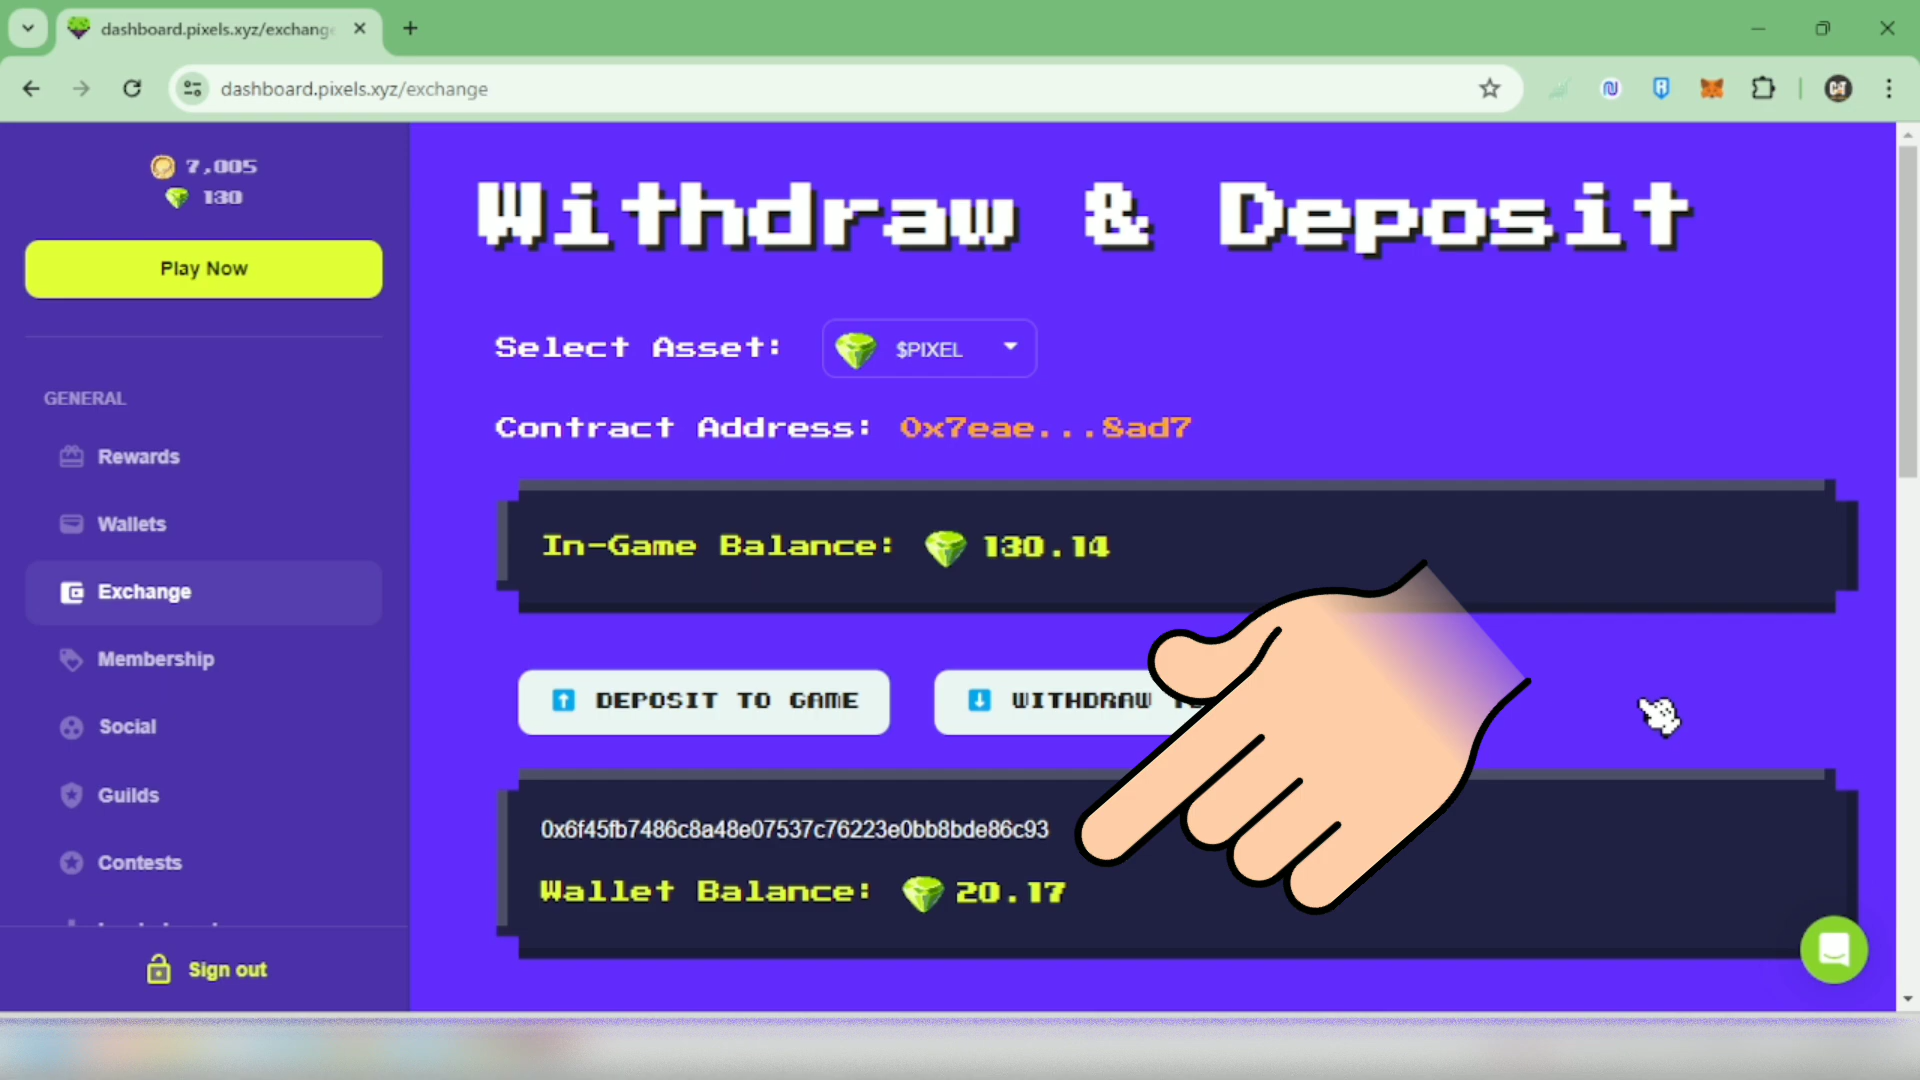 dashboard.pixels.xyz/exchang
dashboard.pixels.xyz/exchange
7,005
130
Play Now
GENERAL
Rewards
Wallets
Exchange
Membership
Social
Guilds
Contests
Sign out
Withdraw & Deposit
Select Asset: $PIXEL
Contract Address: 0x7eae...8ad7
In-Game Balance: 130.14
DEPOSIT TO GAME
WITHDRAW
0x6f45fb7486c8a48e07537c76223e0bb8bde86c93
Wallet Balance: 20.17